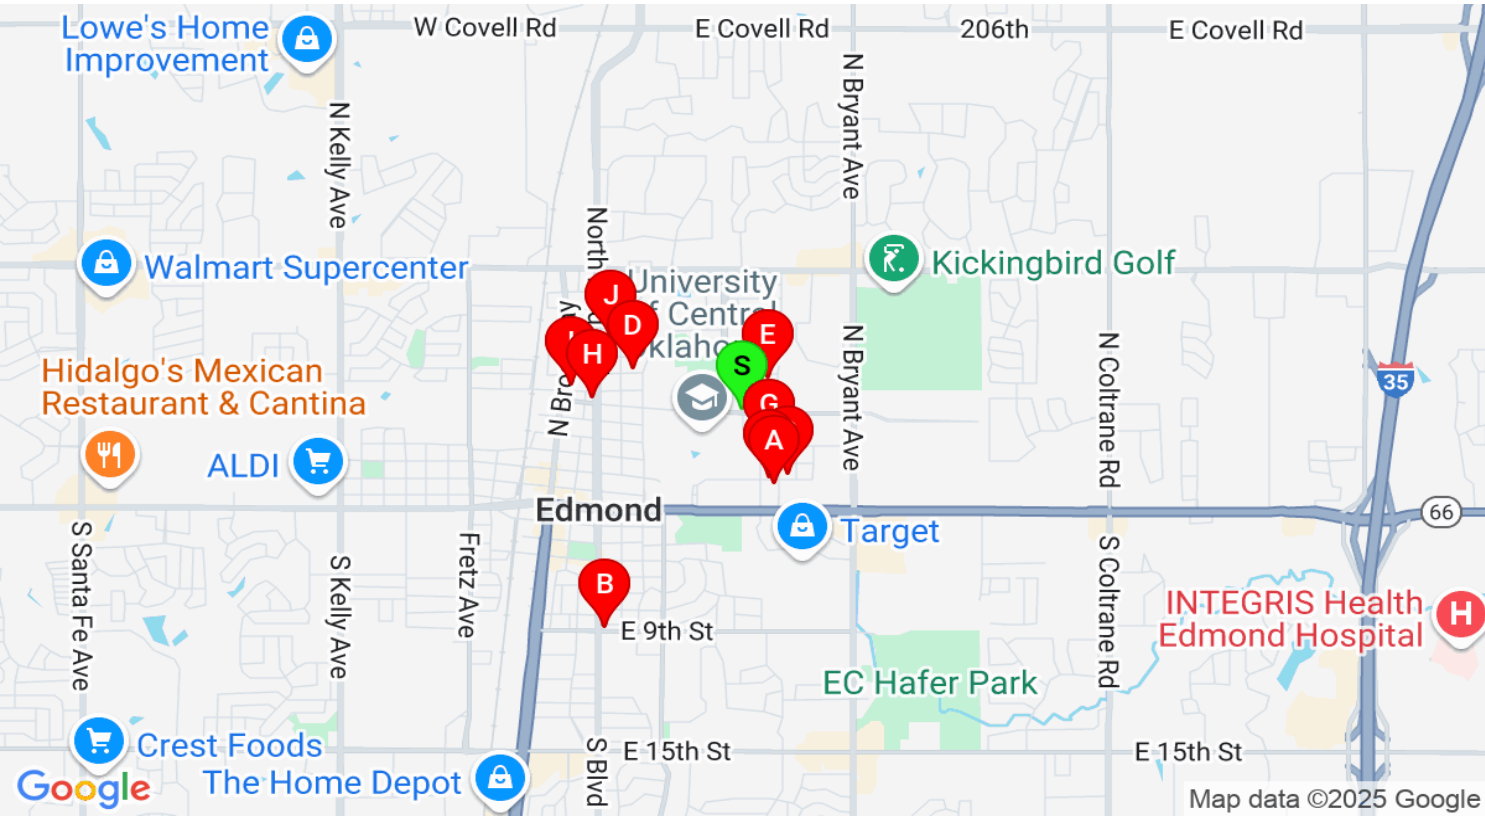 Lowe's Home
Improvement
W Covell Rd
E Covell Rd
206th
E Covell Rd
N Kelly Ave
N Bryant Ave
North
Walmart Supercenter
University
Central
Kickingbird Golf
J
D
E
H
S
G
A
Hidalgo's Mexican
Restaurant & Cantina
N Bro
N Bryant Ave
N Coltrane Rd
35
ALDI
Edmond
66
Target
S Santa Fe Ave
S Kelly Ave
Fretz Ave
B
E 9th St
S Coltrane Rd
INTEGRIS Health
Edmond Hospital
H
EC Hafer Park
Crest Foods
The Home Depot
S Blvd
E 15th St
E 15th St
Google
Map data ©2025 Google